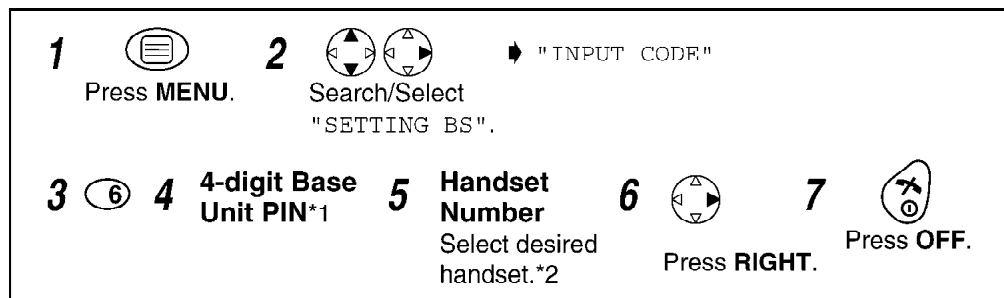 1 2 "INPUT CODE"
Press MENU. Search/Select
"SETTING BS".
3 6 4 4-digit Base Unit PIN*1 5 Handset Number 6 7
Select desired handset.*2
Press RIGHT.
Press OFF.